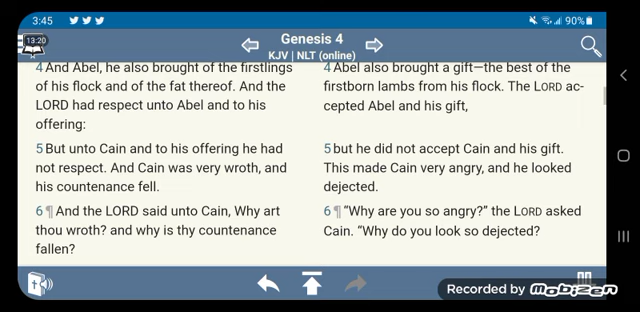 3:45
90%
13:20
Genesis 4
KJV | NLT (online)
4 And Abel, he also brought of the firstlings
of his flock and of the fat thereof. And the
LORD had respect unto Abel and to his
offering:
5 But unto Cain and to his offering he had
not respect. And Cain was very wroth, and
his countenance fell.
6 ¶ And the LORD said unto Cain, Why art
thou wroth? and why is thy countenance
fallen?
4 Abel also brought a gift—the best of the
firstborn lambs from his flock. The LORD ac-
cepted Abel and his gift,
5 but he did not accept Cain and his gift.
This made Cain very angry, and he looked
dejected.
6 ¶ “Why are you so angry?” the LORD asked
Cain. “Why do you look so dejected?
Recorded by Mobizen